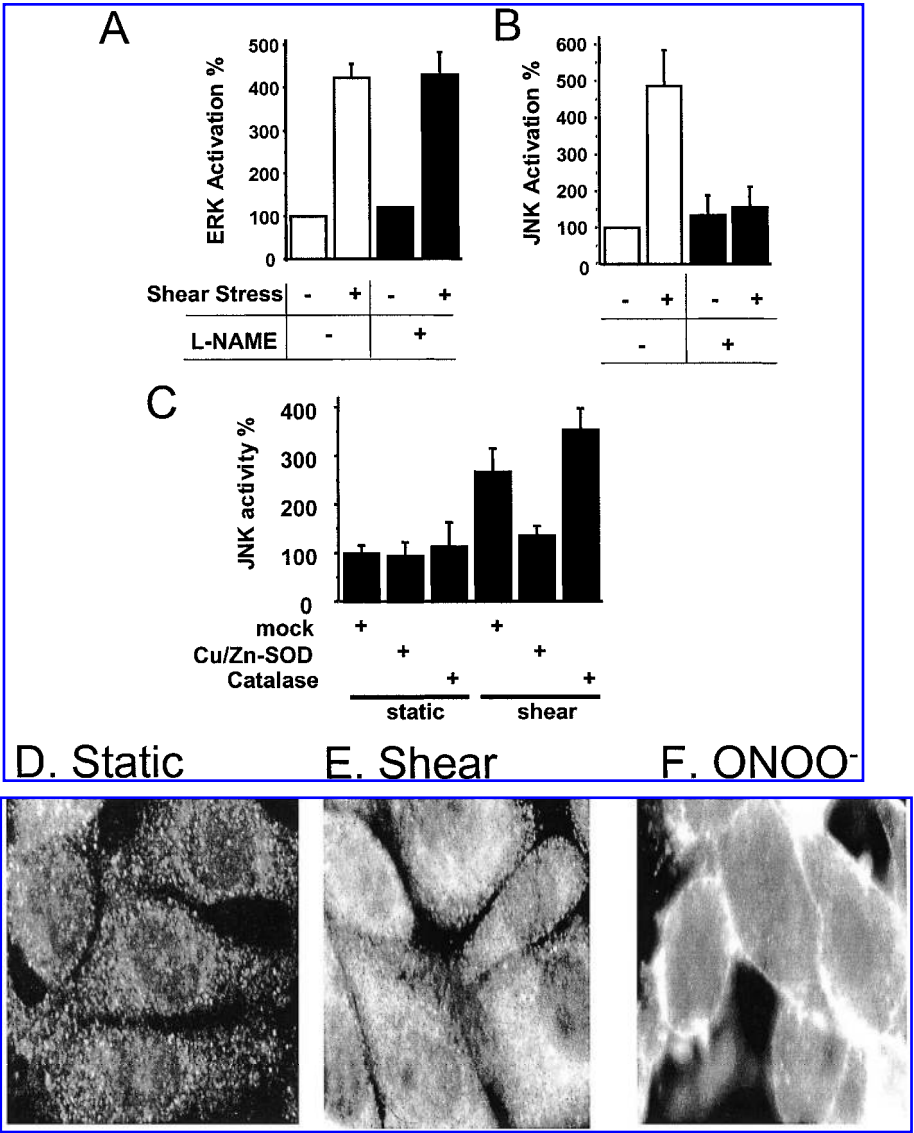 A
ERK Activation %
500
400
300
200
100
0
Shear Stress - + - +
L-NAME - +
B
JNK Activation %
600
500
400
300
200
100
0
- + - +
- +
C
JNK activity %
400
300
200
100
0
mock + +
Cu/Zn-SOD + +
Catalase + +
static shear
D. Static E. Shear F. ONOO-